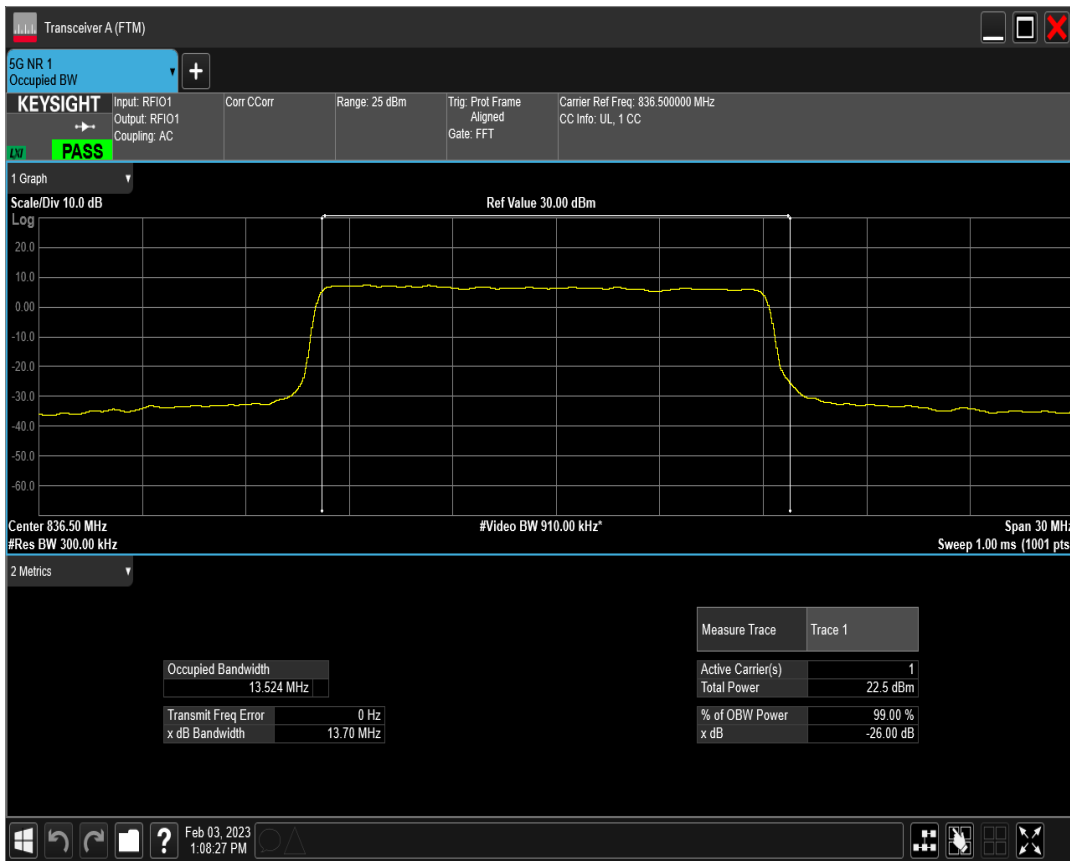 Transceiver A (FTM)
5G NR 1
Occupied BW
+
KEYSIGHT
LXI
PASS
Input: RFIO1
Output: RFIO1
Coupling: AC
Corr CCorr
Range: 25 dBm
Trig: Prot Frame
Aligned
Gate: FFT
Carrier Ref Freq: 836.500000 MHz
CC Info: UL, 1 CC
1 Graph
Scale/Div 10.0 dB
Ref Value 30.00 dBm
Log
20.0
10.0
0.00
-10.0
-20.0
-30.0
-40.0
-50.0
-60.0
Center 836.50 MHz
#Video BW 910.00 kHz*
Span 30 MHz
#Res BW 300.00 kHz
Sweep 1.00 ms (1001 pts
2 Metrics
Measure Trace Trace 1
Occupied Bandwidth
13.524 MHz
Active Carrier(s) 1
Total Power 22.5 dBm
Transmit Freq Error 0 Hz
x dB Bandwidth 13.70 MHz
% of OBW Power 99.00 %
x dB -26.00 dB
?
Feb 03, 2023
1:08:27 PM